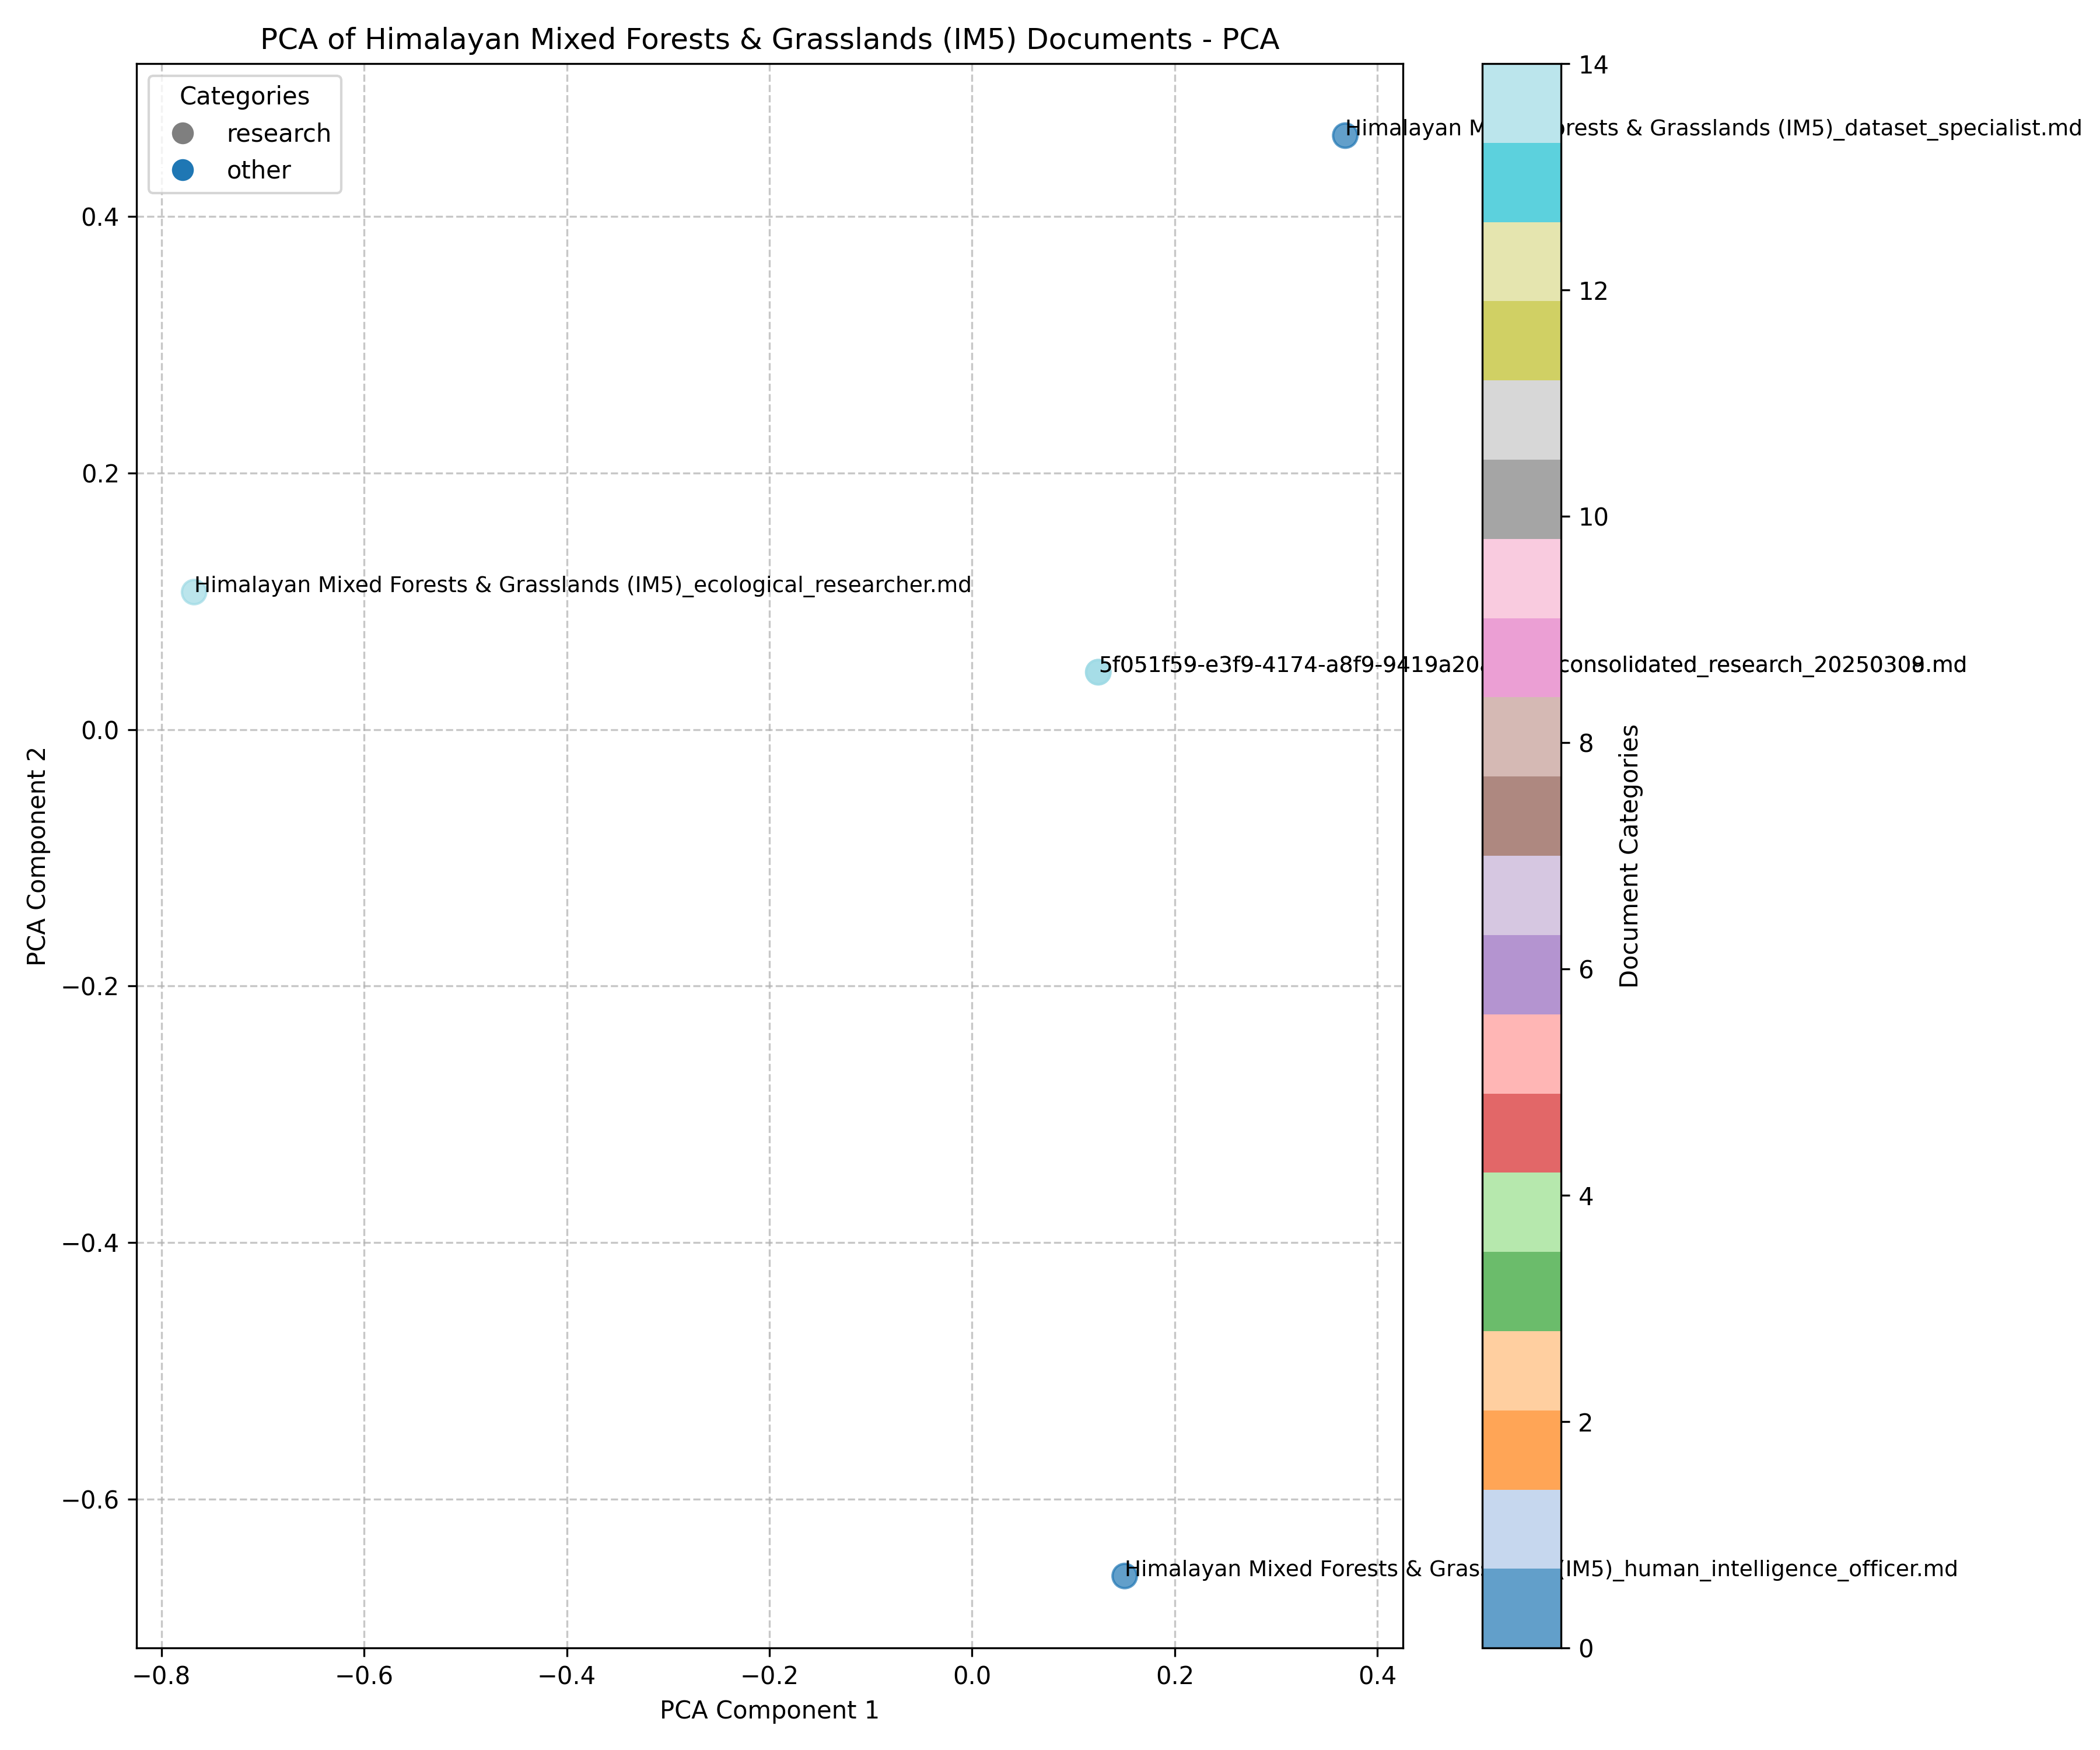 PCA of Himalayan Mixed Forests & Grasslands (IM5) Documents - PCA
Categories
research
other
Himalayan M
orests & Grasslands (IM5)_dataset_specialist.md
Himalayan Mixed Forests & Grasslands (IM5)_ecological_researcher.md
5f051f59-e3f9-4174-a8f9-9419a20
consolidated_research_2025030
.md
Himalayan Mixed Forests & Gras
(IM5)_human_intelligence_officer.md
0.4
0.2
0.0
−0.2
−0.4
−0.6
PCA Component 2
−0.8
−0.6
−0.4
−0.2
0.0
0.2
0.4
PCA Component 1
14
12
10
8
6
4
2
0
Document Categories